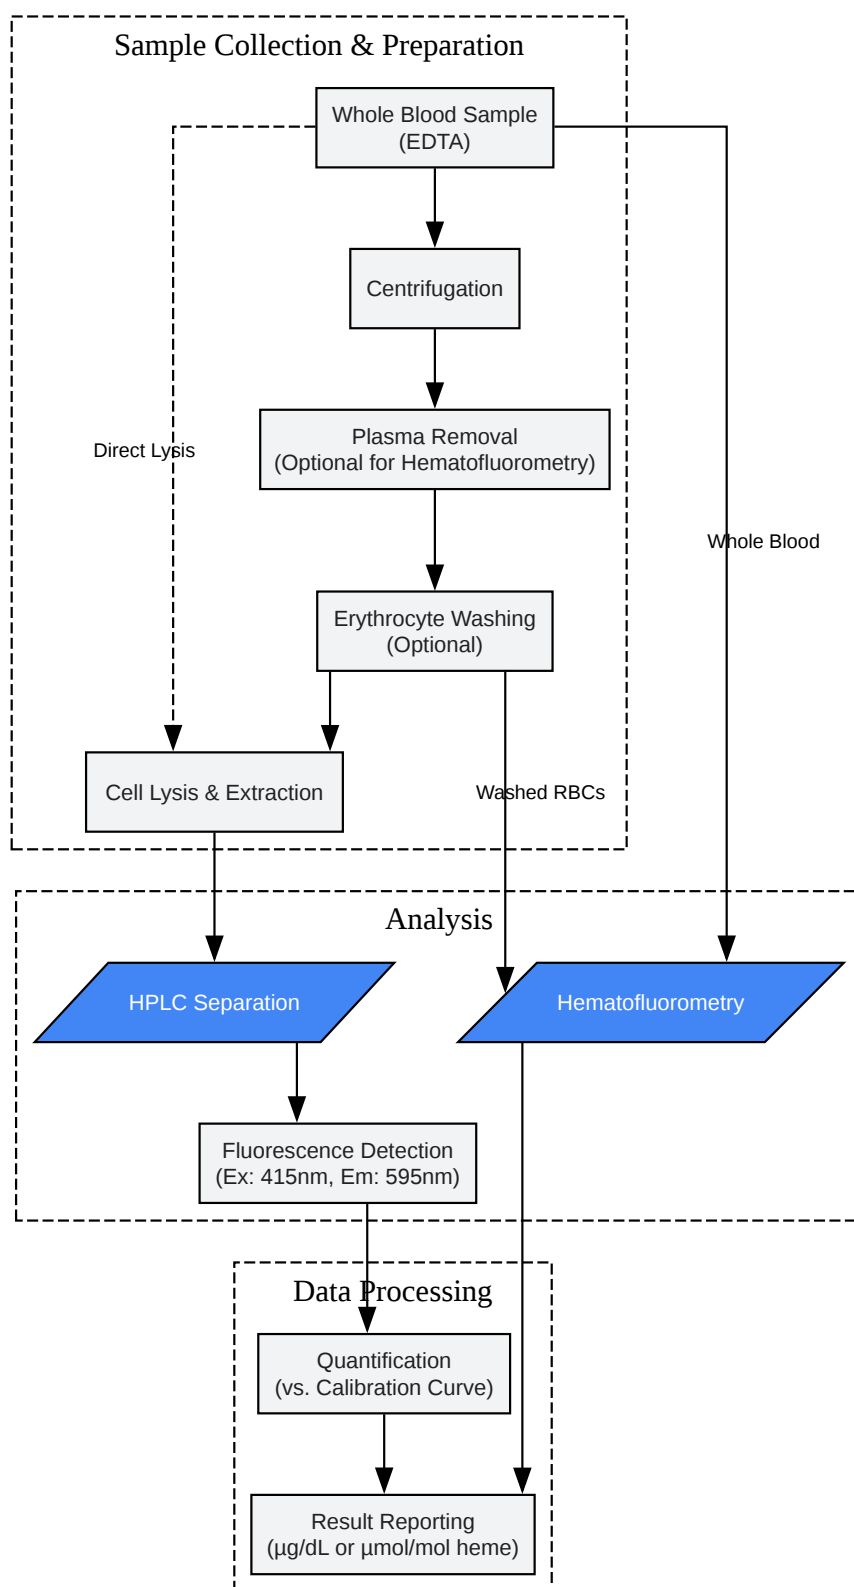 Sample Collection & Preparation
Whole Blood Sample
(EDTA)
Centrifugation
Plasma Removal
(Optional for Hematofluorometry)
Direct Lysis
Whole Blood
Erythrocyte Washing
(Optional)
Cell Lysis & Extraction
Washed RBCs
Analysis
HPLC Separation
Hematofluorometry
Fluorescence Detection
(Ex: 415nm, Em: 595nm)
Data Processing
Quantification
(vs. Calibration Curve)
Result Reporting
(µg/dL or µmol/mol heme)